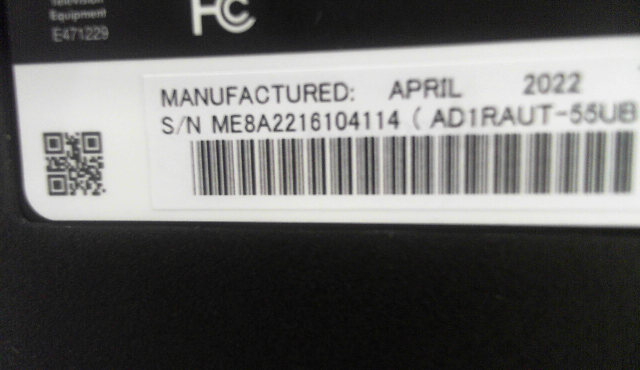 Television
Equipment
E471229
FC
MANUFACTURED: APRIL 2022
S/N ME8A2216104114 ( AD1RAUT-55UB